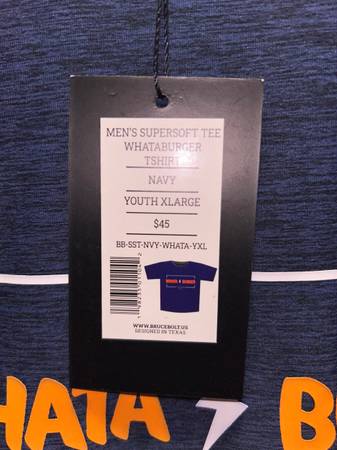 MEN'S SUPERSOFT TEE
WHATABURGER
TSHIRT
NAVY
YOUTH XLARGE
$45
BB-SST-NVY-WHATA-YXL
WWW.BRUCEBOLT.US
DESIGNED IN TEXAS
HATA B